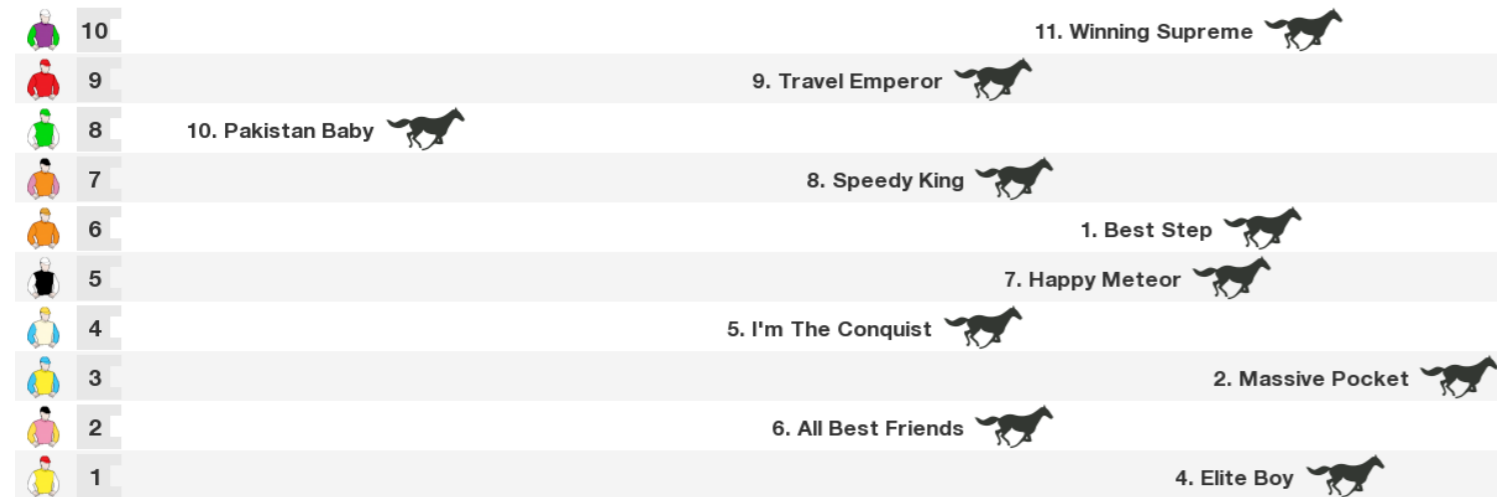 10 11. Winning Supreme
9 9. Travel Emperor
8 10. Pakistan Baby
7 8. Speedy King
6 1. Best Step
5 7. Happy Meteor
4 5. I'm The Conquist
3 2. Massive Pocket
2 6. All Best Friends
1 4. Elite Boy